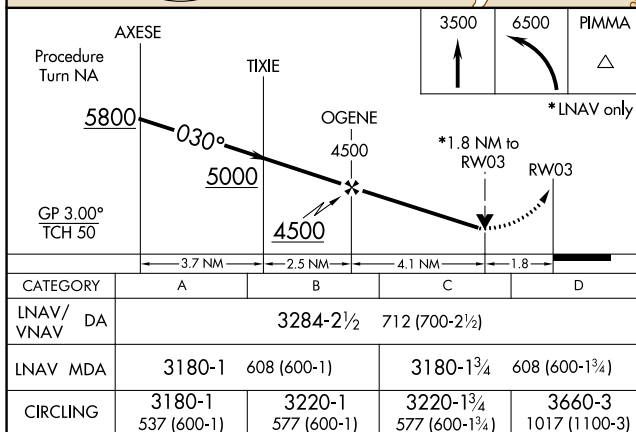 3500 6500 PIMMA
*LNAV only
Procedure
Turn NA
AXESE
TIXIE
OGENE
4500
*1.8 NM to
RW03
RW03
5800
030°
5000
4500
GP 3.00°
TCH 50
3.7 NM 2.5 NM 4.1 NM 1.8
CATEGORY A B C D
LNAV/
VNAV DA 3284-2½ 712 (700-2½)
LNAV MDA 3180-1 608 (600-1) 3180-1¾ 608 (600-1¾)
CIRCLING 3180-1 3220-1 3220-1¾ 3660-3
537 (600-1) 577 (600-1) 577 (600-1¾) 1017 (1100-3)